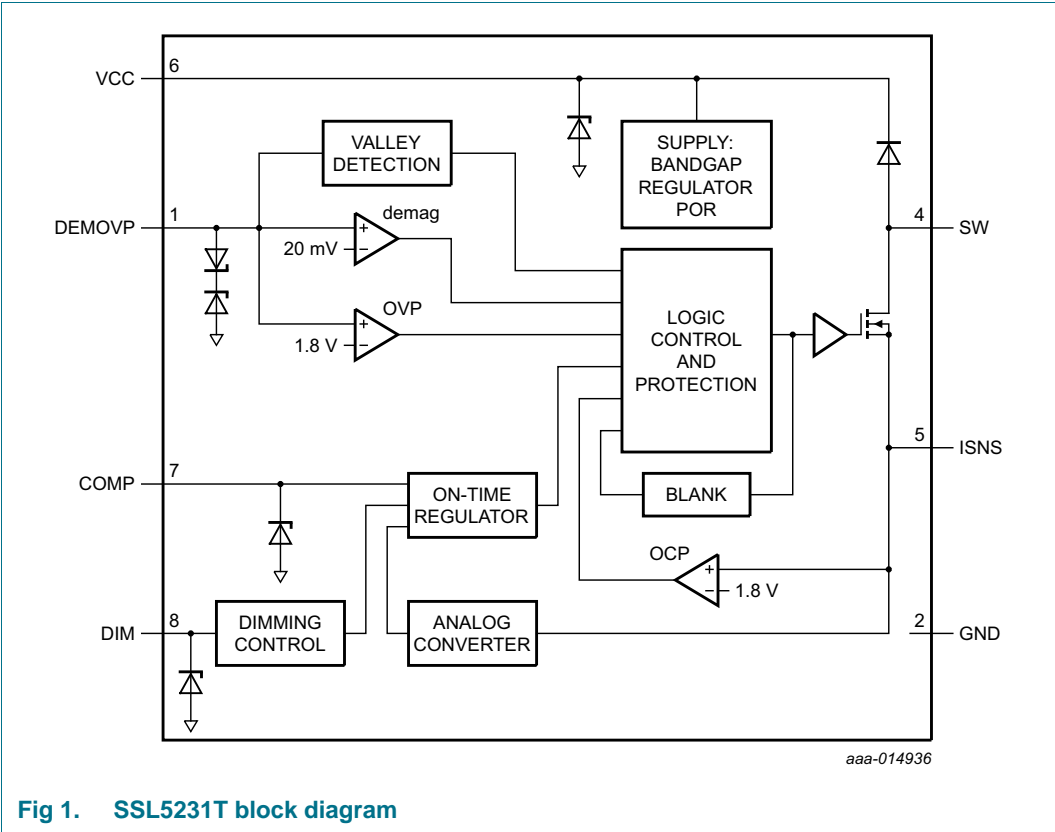 VCC
6
VALLEY
DETECTION
SUPPLY:
BANDGAP
REGULATOR
POR
DEMOVP
1
demag
+
20 mV
−
4
SW
OVP
+
1.8 V
−
LOGIC
CONTROL
AND
PROTECTION
5
ISNS
COMP
7
ON-TIME
REGULATOR
BLANK
OCP
+
−
1.8 V
DIM
8
DIMMING
CONTROL
ANALOG
CONVERTER
2
GND
aaa-014936
Fig 1. SSL5231T block diagram